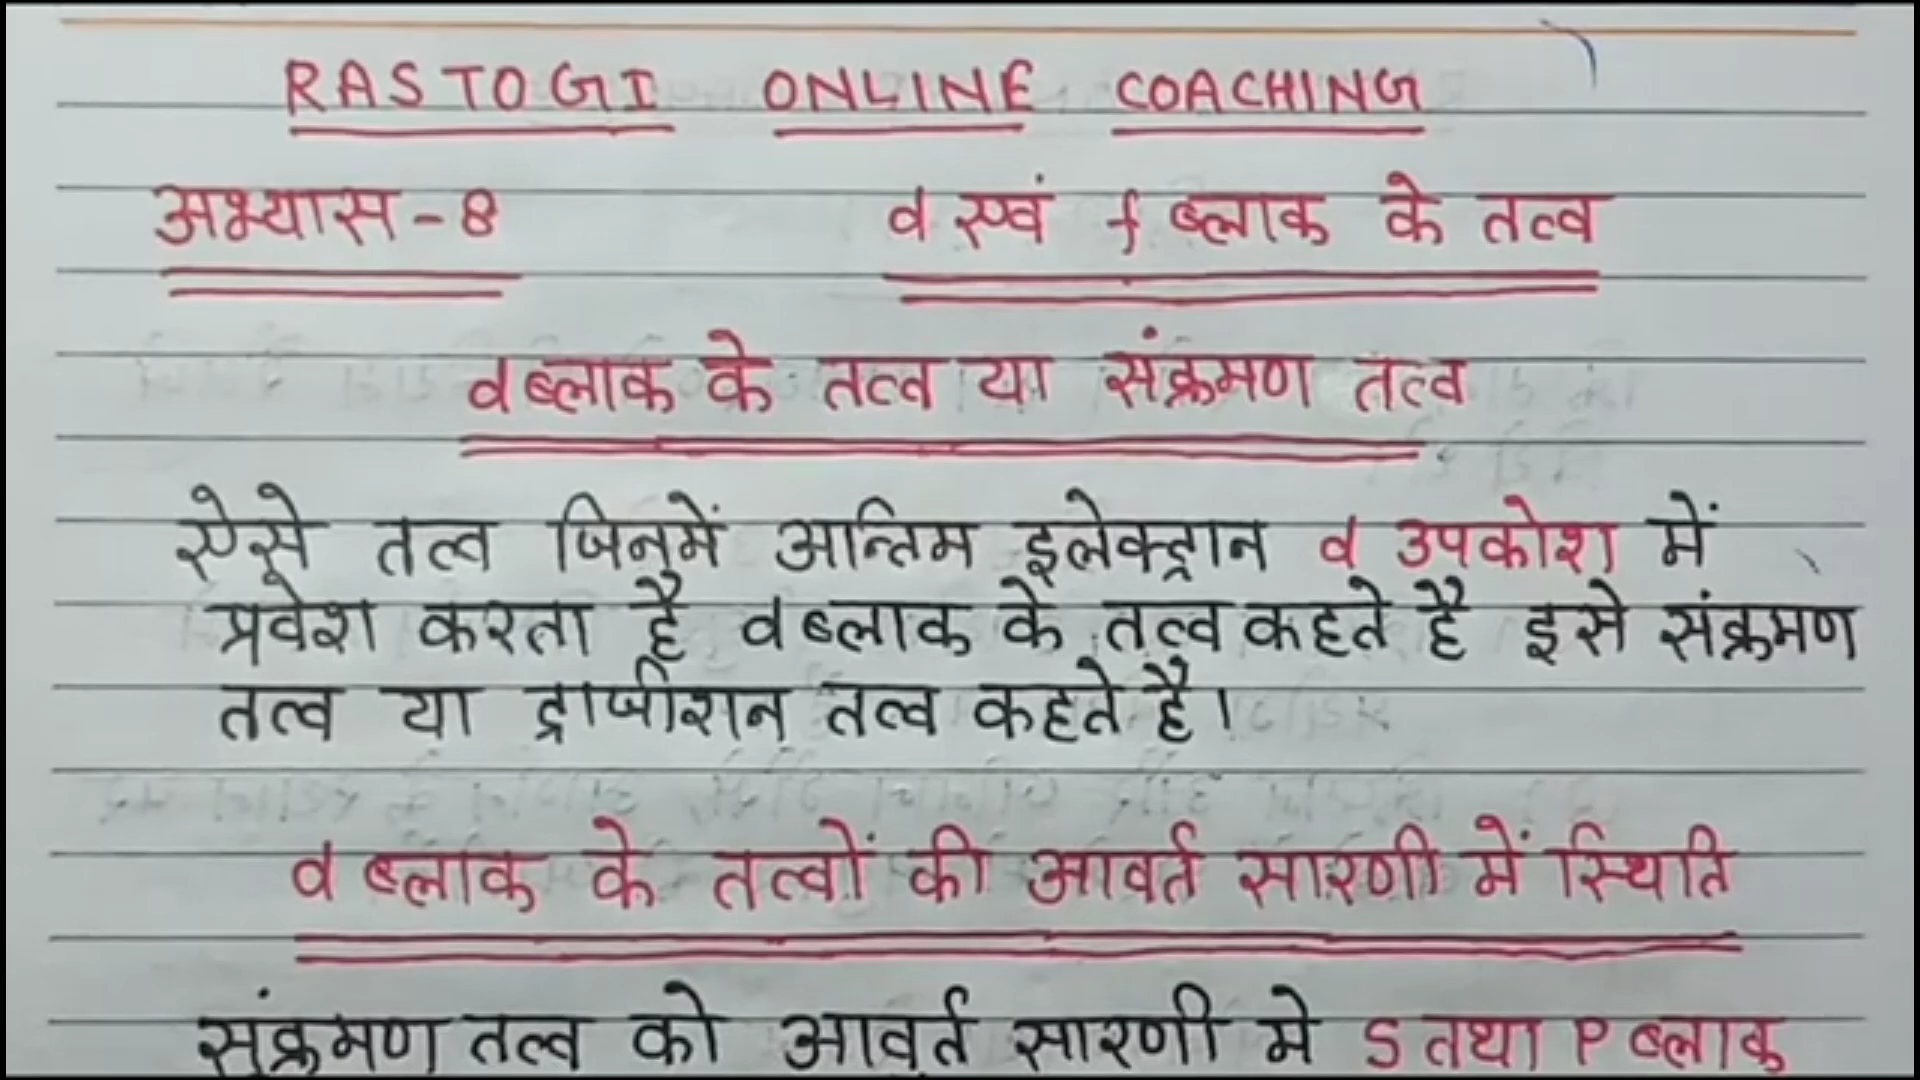 RASTOGI ONLINE COACHING
अभ्यास - 8 d एवं f ब्लाक के तत्व
d ब्लाक के तत्व या संक्रमण तत्व
ऐसे तत्व जिनमें अन्तिम इलेक्ट्रान d उपकोश में
प्रवेश करता है d ब्लाक के तत्व कहते है इसे संक्रमण
तत्व या ट्रांजीशन तत्व कहते है।
d ब्लाक के तत्वों की आवर्त सारणी में स्थिति
संक्रमण तत्व को आवर्त सारणी मे S तथा P ब्लाक